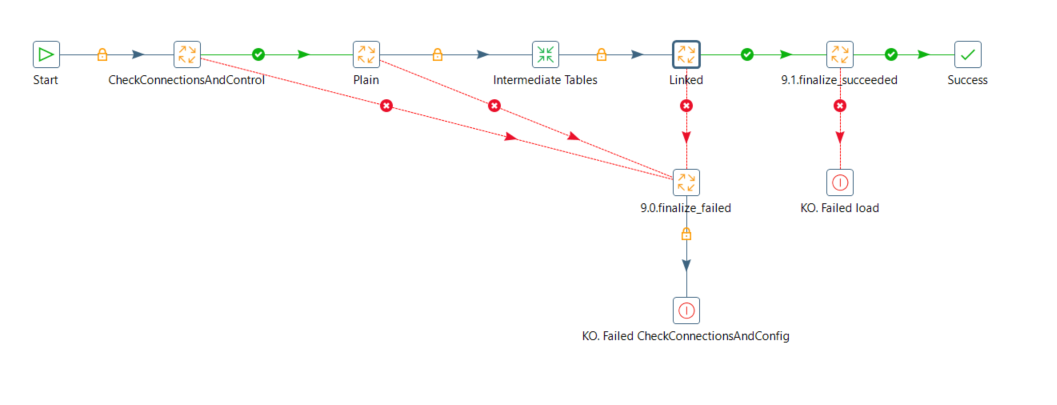 Start
CheckConnectionsAndControl
Plain
Intermediate Tables
Linked
9.1.finalize_succeeded
Success
9.0.finalize_failed
KO. Failed load
KO. Failed CheckConnectionsAndConfig